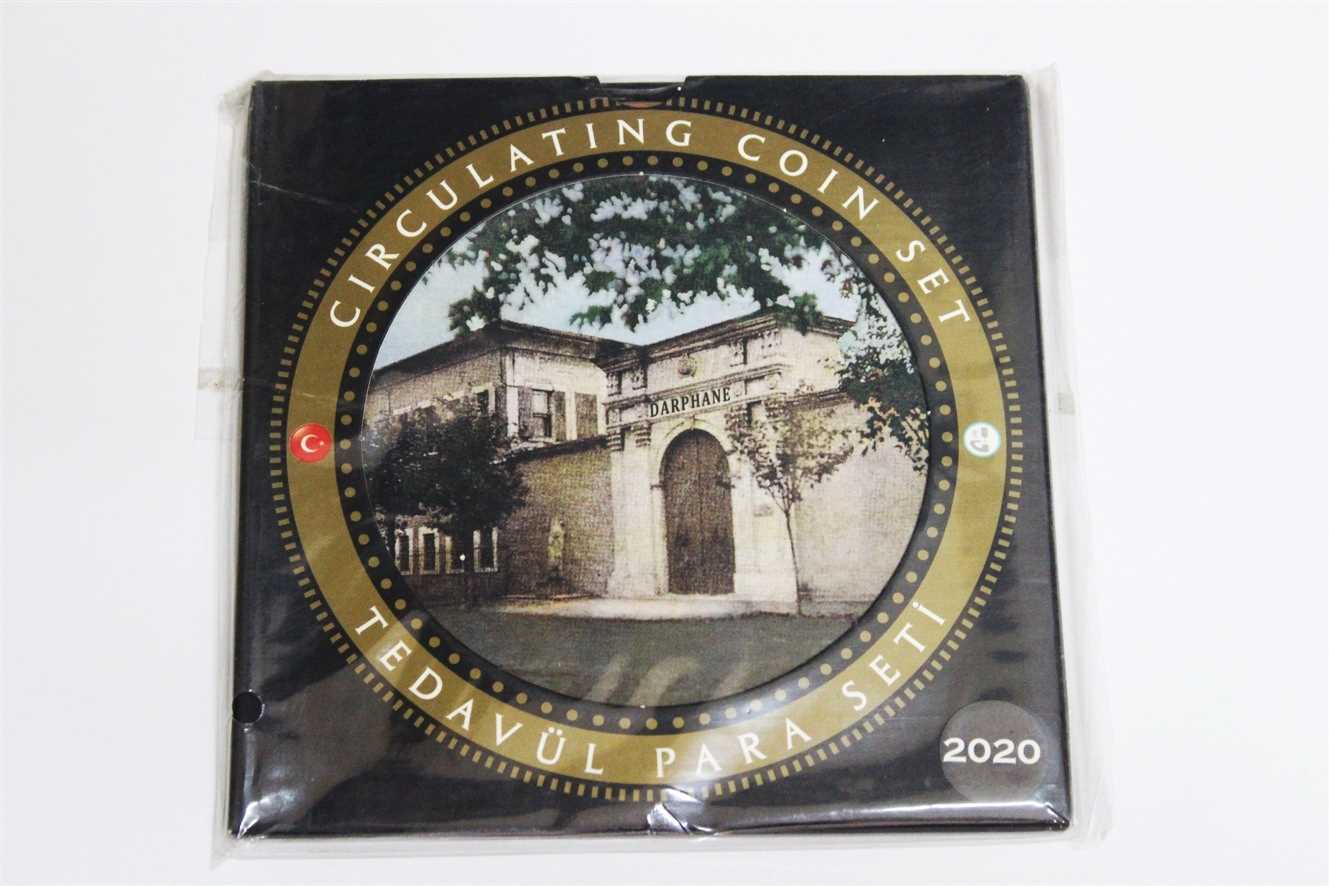 CIRCULATING COIN SET
DARPHANE
TEDAVÜL PARA SETİ
2020